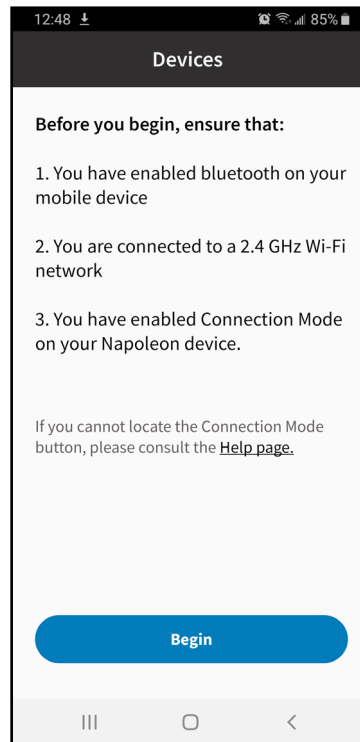 12:48 85%
Devices
Before you begin, ensure that:
1. You have enabled bluetooth on your
mobile device
2. You are connected to a 2.4 GHz Wi-Fi
network
3. You have enabled Connection Mode
on your Napoleon device.
If you cannot locate the Connection Mode
button, please consult the Help page.
Begin